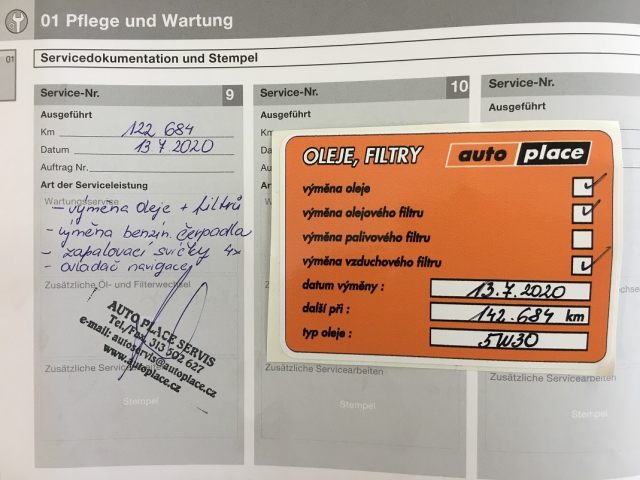 01 Pflege und Wartung
01
Servicedokumentation und Stempel
Service-Nr. 9
Ausgeführt
Km 122 684
Datum 13.7.2020
Auftrag Nr.
Art der Serviceleistung
Wartungsservice
- výměna oleje + filtrů
- výměna benzín. čerpadla
- zapalovací svíčky 4x
- ovladač navigace
Zusätzliche Öl- und Filterwechsel
AUTO PLACE SERVIS
Tel./Fax. 313 502 627
e-mail: autoservis@autoplace.cz
www.autoplace.cz
Zusätzliche Servicearbeiten
Stempel
Service-Nr. 10
Ausgeführt
OLEJE, FILTRY auto place
výměna oleje
výměna olejového filtru
výměna palivového filtru
výměna vzduchového filtru
datum výměny : 13.7.2020
další při : 142.684 km
typ oleje : 5W30
Zusätzliche Servicearbeiten
Stempel
Service-Nr.
Ausgeführt
Zusätzliche Servicearbeiten
Stempel